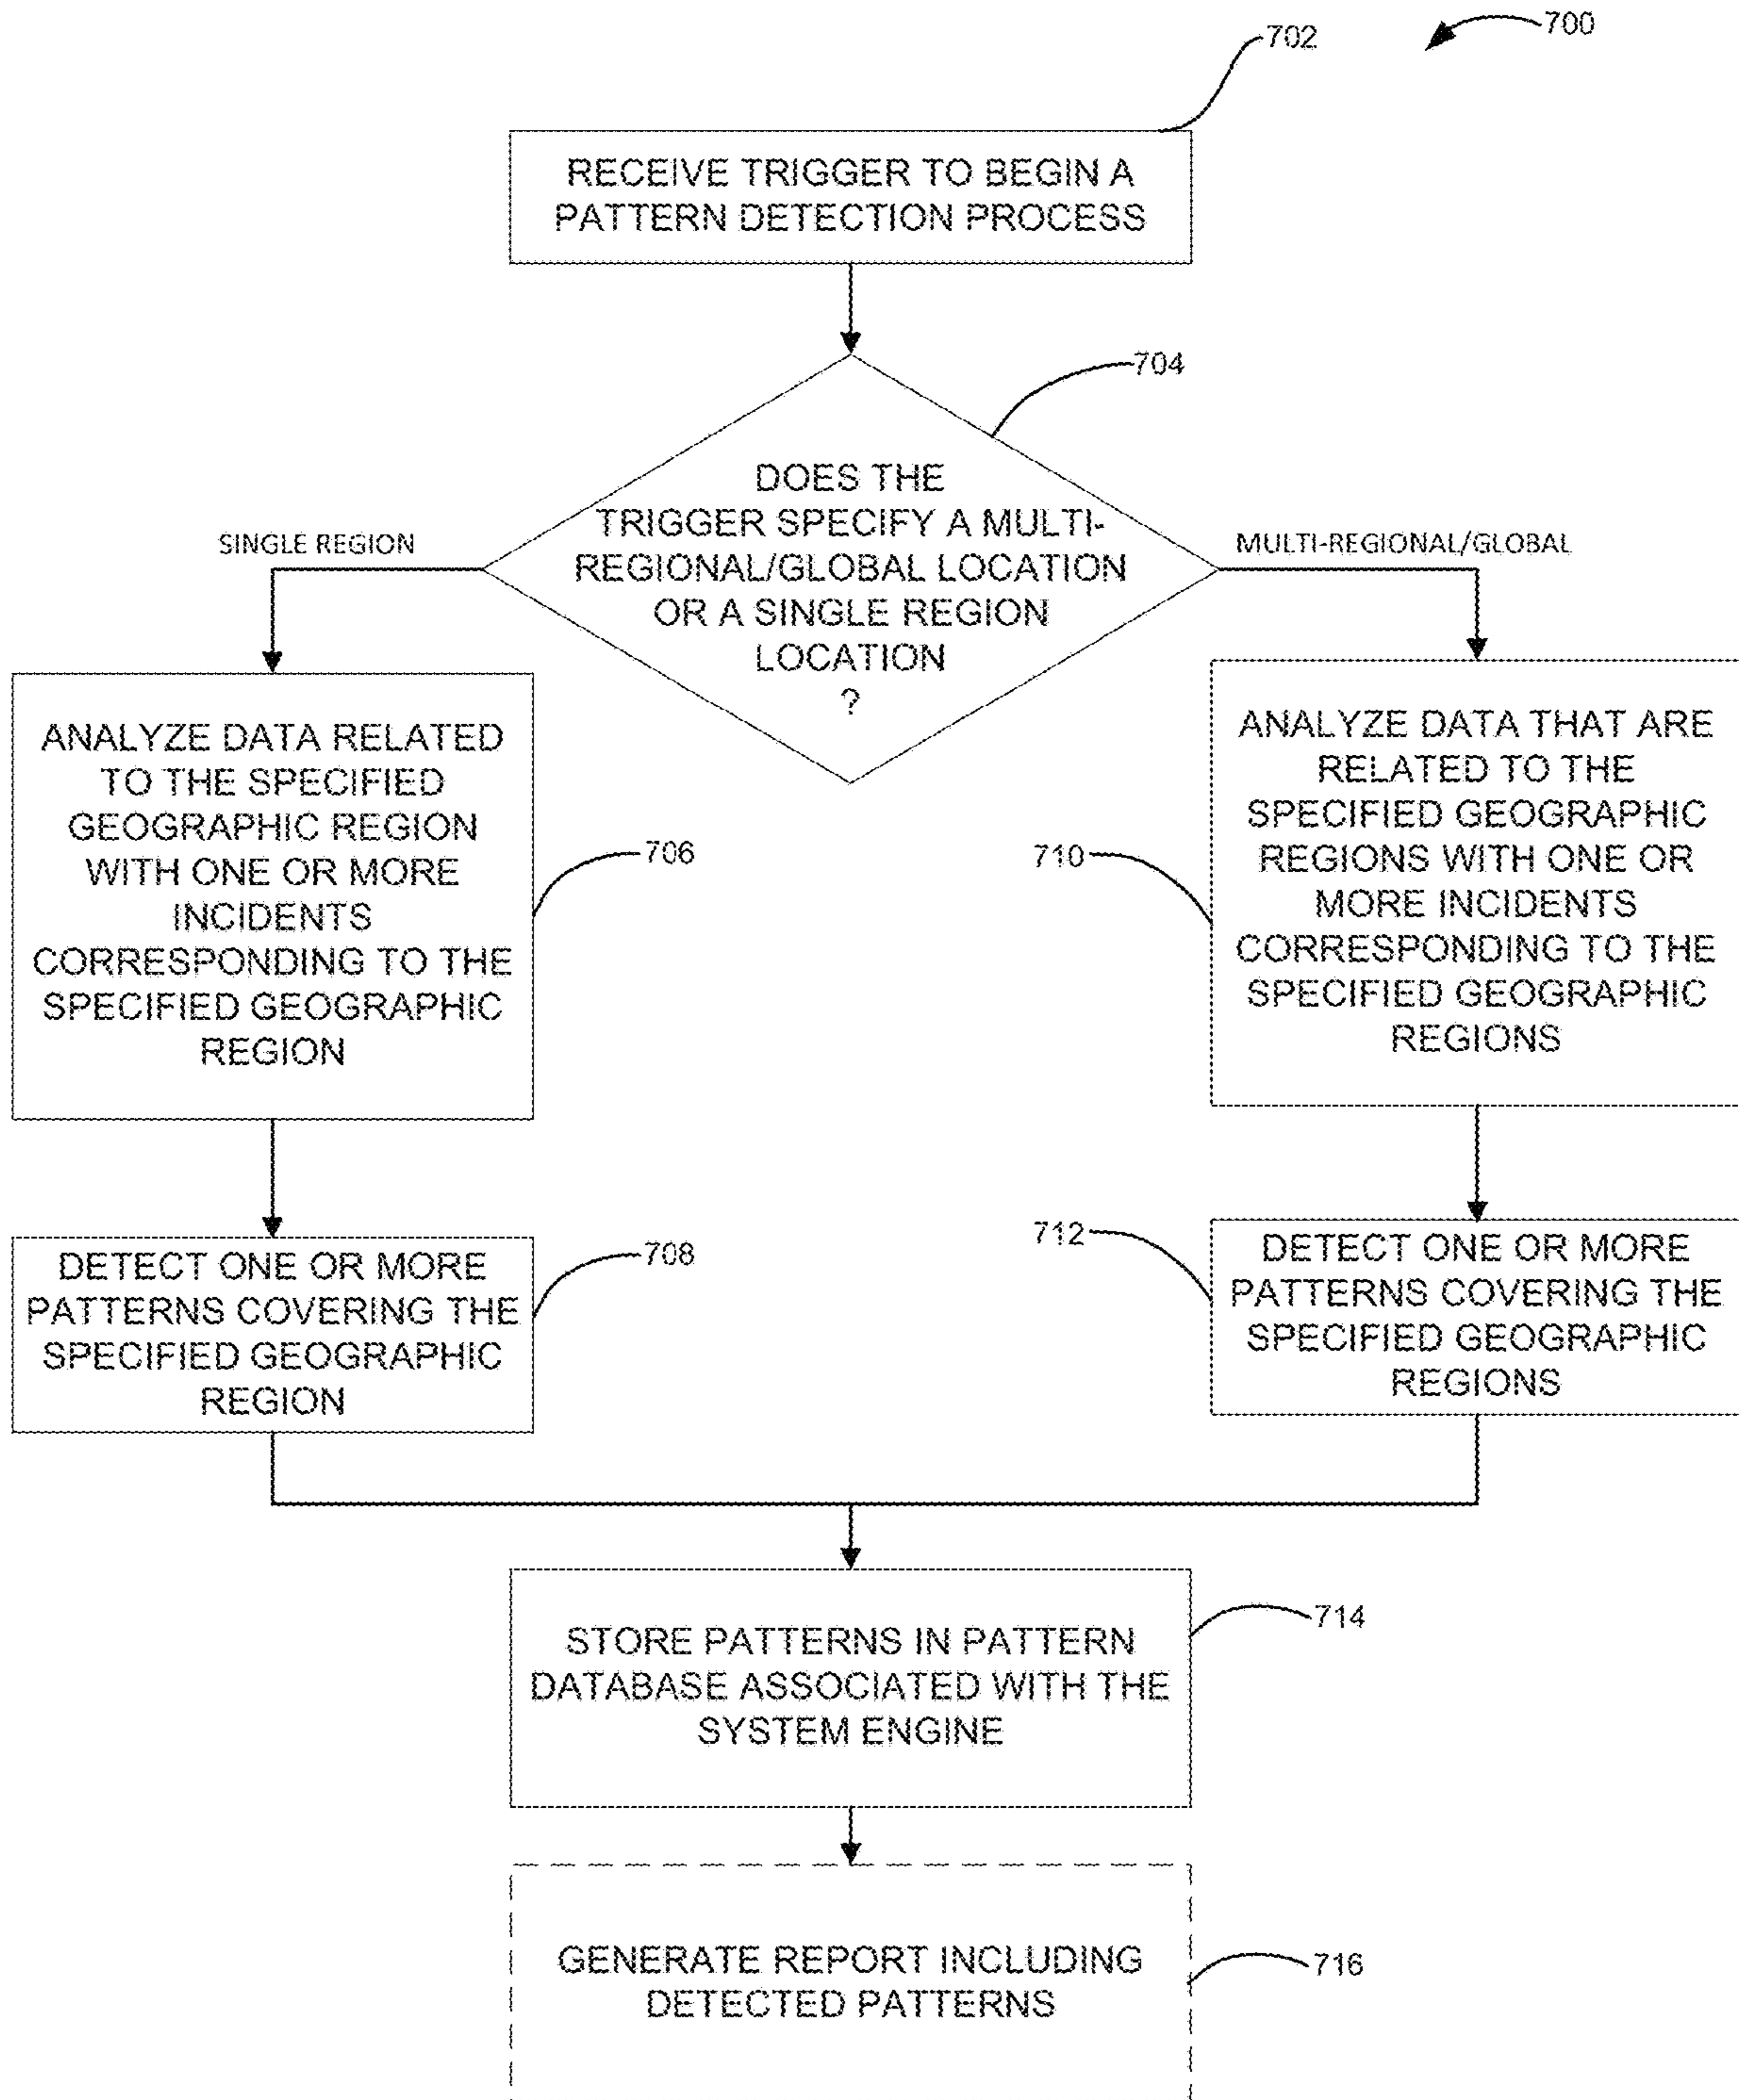 700
702
RECEIVE TRIGGER TO BEGIN A
PATTERN DETECTION PROCESS
704
DOES THE
TRIGGER SPECIFY A MULTI-
REGIONAL/GLOBAL LOCATION
OR A SINGLE REGION
LOCATION
?
SINGLE REGION
MULTI-REGIONAL/GLOBAL
ANALYZE DATA RELATED
TO THE SPECIFIED
GEOGRAPHIC REGION
WITH ONE OR MORE
INCIDENTS
CORRESPONDING TO THE
SPECIFIED GEOGRAPHIC
REGION
706
710
ANALYZE DATA THAT ARE
RELATED TO THE
SPECIFIED GEOGRAPHIC
REGIONS WITH ONE OR
MORE INCIDENTS
CORRESPONDING TO THE
SPECIFIED GEOGRAPHIC
REGIONS
DETECT ONE OR MORE
PATTERNS COVERING THE
SPECIFIED GEOGRAPHIC
REGION
708
712
DETECT ONE OR MORE
PATTERNS COVERING THE
SPECIFIED GEOGRAPHIC
REGIONS
STORE PATTERNS IN PATTERN
DATABASE ASSOCIATED WITH THE
SYSTEM ENGINE
714
GENERATE REPORT INCLUDING
DETECTED PATTERNS
716